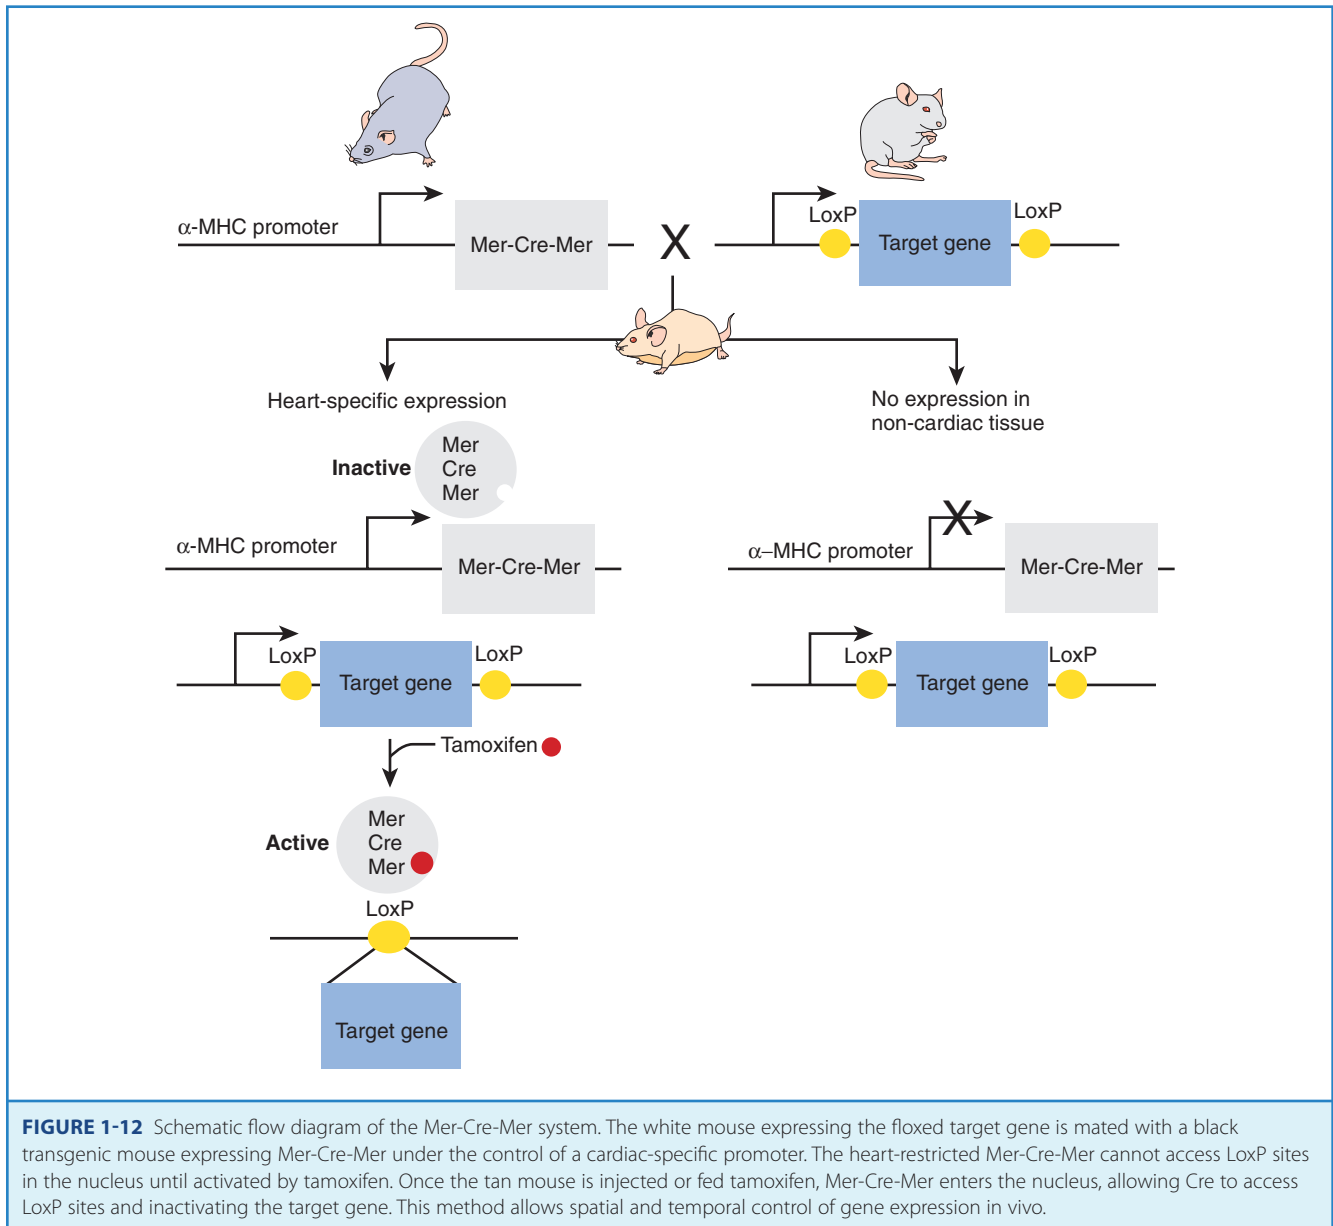 α-MHC promoter
Mer-Cre-Mer
X
LoxP
Target gene
LoxP
Heart-specific expression
No expression in
non-cardiac tissue
Inactive
Mer
Cre
Mer
α-MHC promoter
Mer-Cre-Mer
α–MHC promoter
X
Mer-Cre-Mer
LoxP
Target gene
LoxP
LoxP
Target gene
LoxP
Tamoxifen
Active
Mer
Cre
Mer
LoxP
Target gene
FIGURE 1-12 Schematic flow diagram of the Mer-Cre-Mer system. The white mouse expressing the floxed target gene is mated with a black
transgenic mouse expressing Mer-Cre-Mer under the control of a cardiac-specific promoter. The heart-restricted Mer-Cre-Mer cannot access LoxP sites
in the nucleus until activated by tamoxifen. Once the tan mouse is injected or fed tamoxifen, Mer-Cre-Mer enters the nucleus, allowing Cre to access
LoxP sites and inactivating the target gene. This method allows spatial and temporal control of gene expression in vivo.